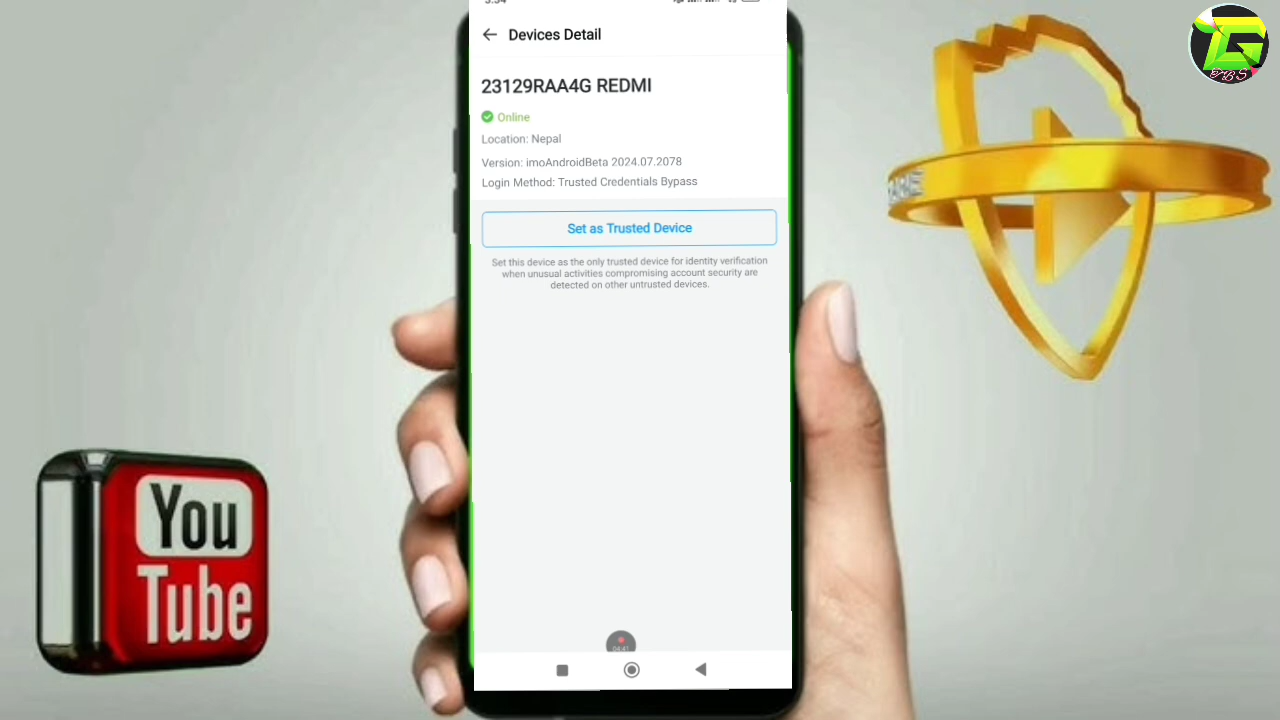 Devices Detail
23129RAA4G REDMI
Online
Location: Nepal
Version: imoAndroidBeta 2024.07.2078
Login Method: Trusted Credentials Bypass
Set as Trusted Device
Set this device as the only trusted device for identity verification
when unusual activities compromising account security are
detected on other untrusted devices.
04:41
You
Tube